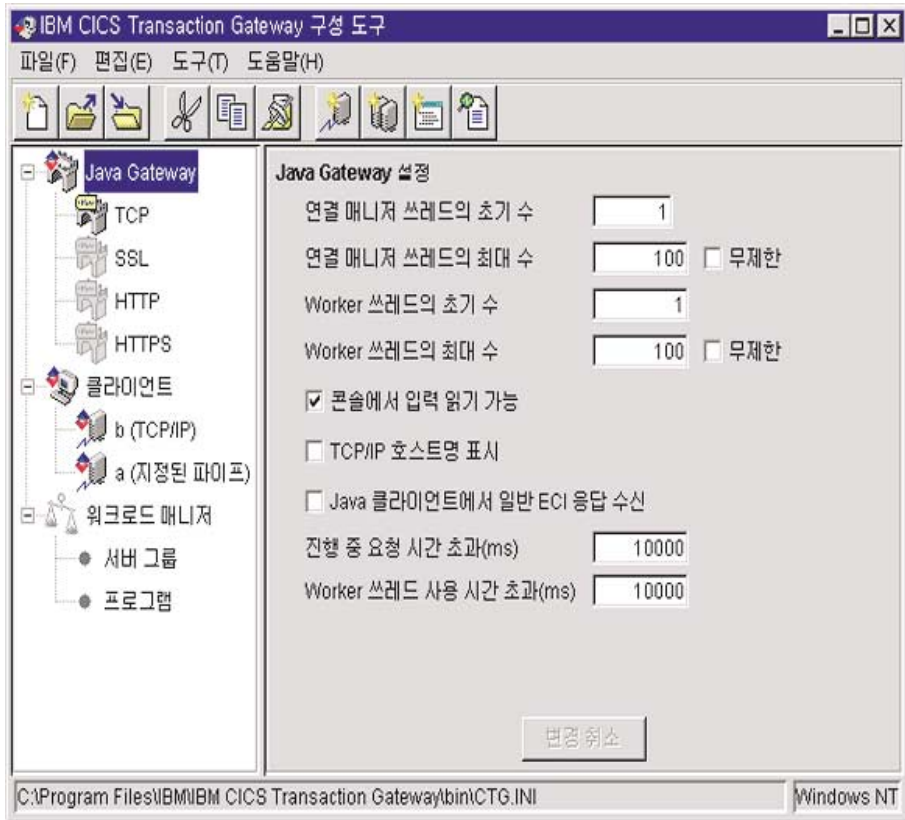 IBM CICS Transaction Gateway 구성 도구
파일(F) 편집(E) 도구(T) 도움말(H)
Java Gateway
TCP
SSL
HTTP
HTTPS
클라이언트
b (TCP/IP)
a (지정된 파이프)
워크로드 매니저
서버 그룹
프로그램
Java Gateway 설정
연결 매니저 쓰레드의 초기 수 1
연결 매니저 쓰레드의 최대 수 100 무제한
Worker 쓰레드의 초기 수 1
Worker 쓰레드의 최대 수 100 무제한
콘솔에서 입력 읽기 가능
TCP/IP 호스트명 표시
Java 클라이언트에서 일반 ECI 응답 수신
진행 중 요청 시간 초과(ms) 10000
Worker 쓰레드 사용 시간 초과(ms) 10000
변경 취소
C:\Program Files\IBM\IBM CICS Transaction Gateway\bin\CTG.INI Windows NT